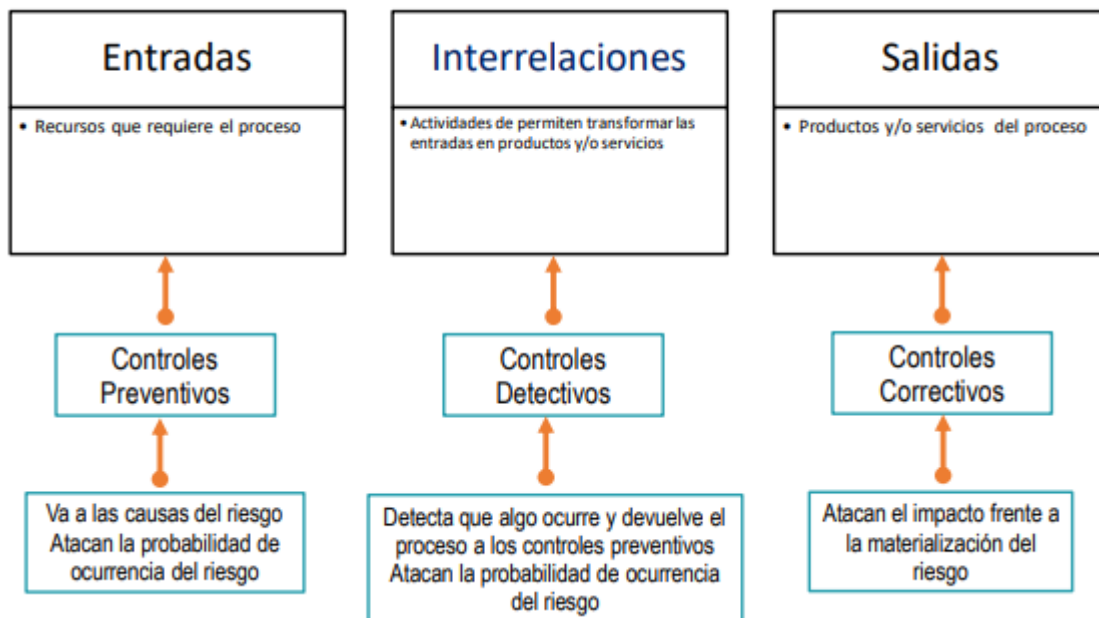 Entradas
• Recursos que requiere el proceso
Interrelaciones
• Actividades de permiten transformar las
entradas en productos y/o servicios
Salidas
• Productos y/o servicios del proceso
Controles
Preventivos
Controles
Detectivos
Controles
Correctivos
Va a las causas del riesgo
Atacan la probabilidad de
ocurrencia del riesgo
Detecta que algo ocurre y devuelve el
proceso a los controles preventivos
Atacan la probabilidad de ocurrencia
del riesgo
Atacan el impacto frente a
la materialización del
riesgo